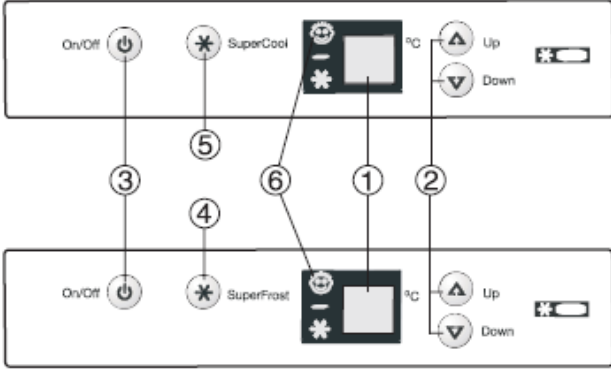 On/Off SuperCool °C Up
Down
5
3 6 1 2
4
On/Off SuperFrost °C Up
Down